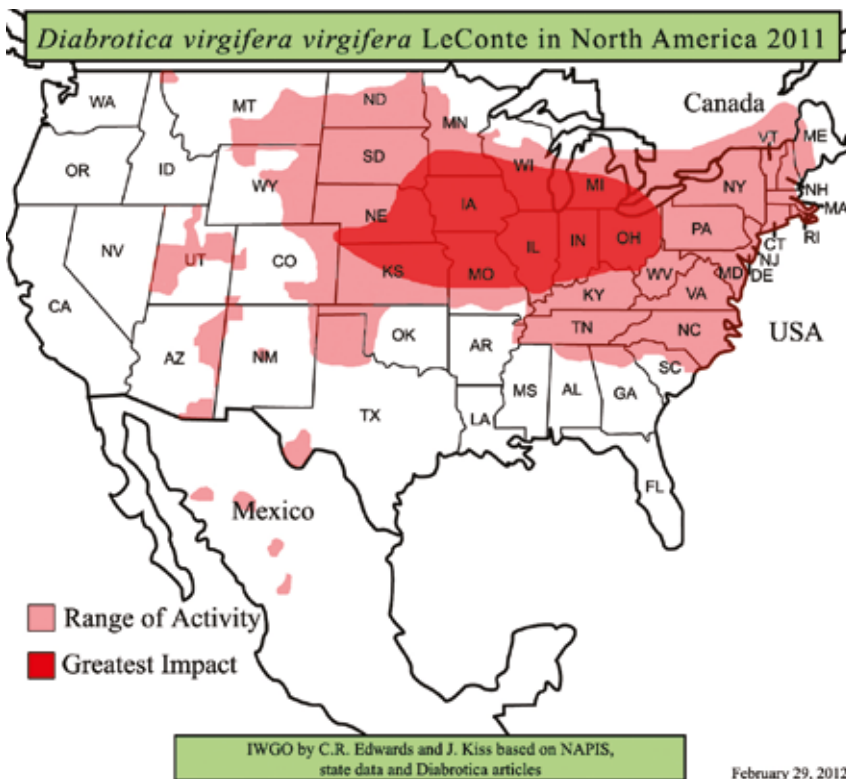 Diabrotica virgifera virgifera LeConte in North America 2011
WA
MT
ND
MN
Canada
VT
ME
OR
ID
SD
WI
MI
NY
NH
MA
WY
IA
NE
PA
RI
NV
UT
CO
IL
IN
OH
CT
NJ
DE
MD
CA
KS
MO
WV
VA
KY
USA
AZ
NM
OK
AR
TN
NC
SC
TX
MS
AL
GA
LA
FL
Mexico
Range of Activity
Greatest Impact
IWGO by C.R. Edwards and J. Kiss based on NAPIS,
state data and Diabrotica articles
February 29, 2012